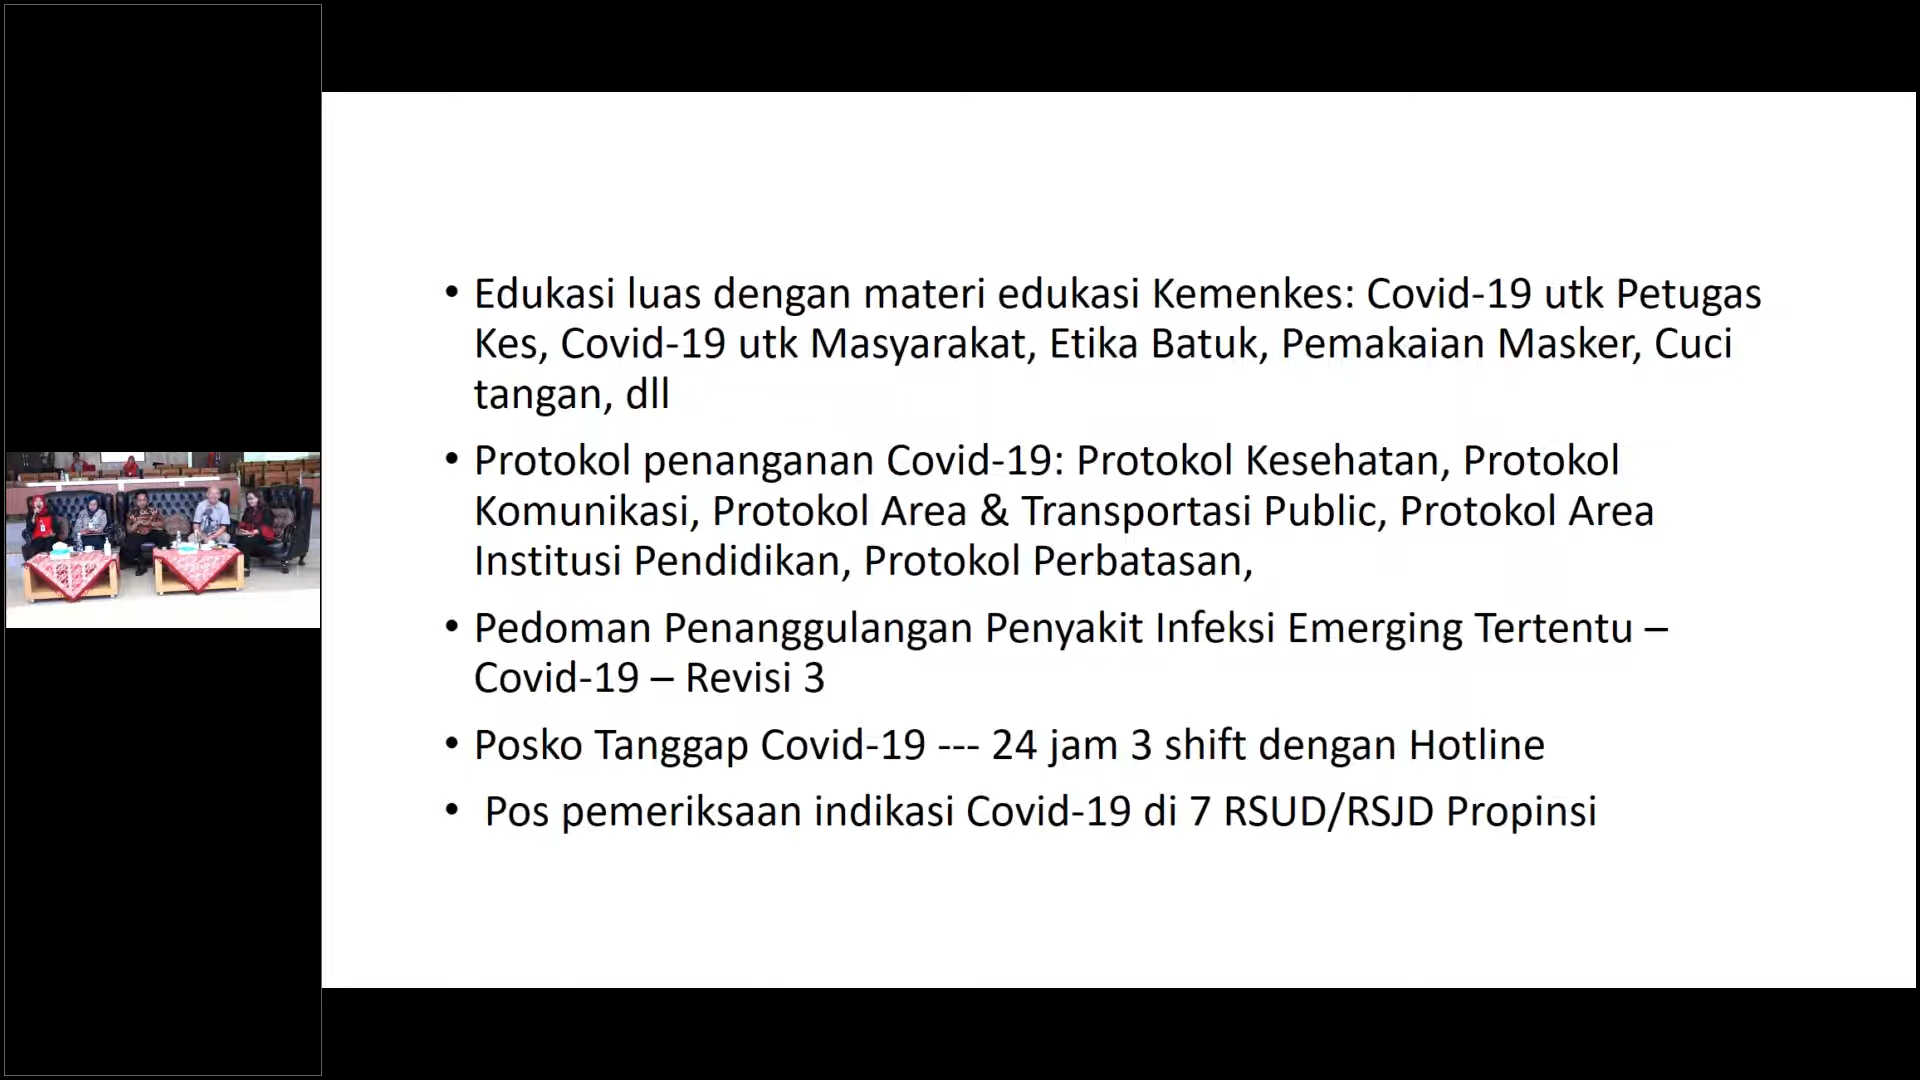 • Edukasi luas dengan materi edukasi Kemenkes: Covid-19 utk Petugas
Kes, Covid-19 utk Masyarakat, Etika Batuk, Pemakaian Masker, Cuci
tangan, dll
• Protokol penanganan Covid-19: Protokol Kesehatan, Protokol
Komunikasi, Protokol Area & Transportasi Public, Protokol Area
Institusi Pendidikan, Protokol Perbatasan,
• Pedoman Penanggulangan Penyakit Infeksi Emerging Tertentu –
Covid-19 – Revisi 3
• Posko Tanggap Covid-19 --- 24 jam 3 shift dengan Hotline
• Pos pemeriksaan indikasi Covid-19 di 7 RSUD/RSJD Propinsi